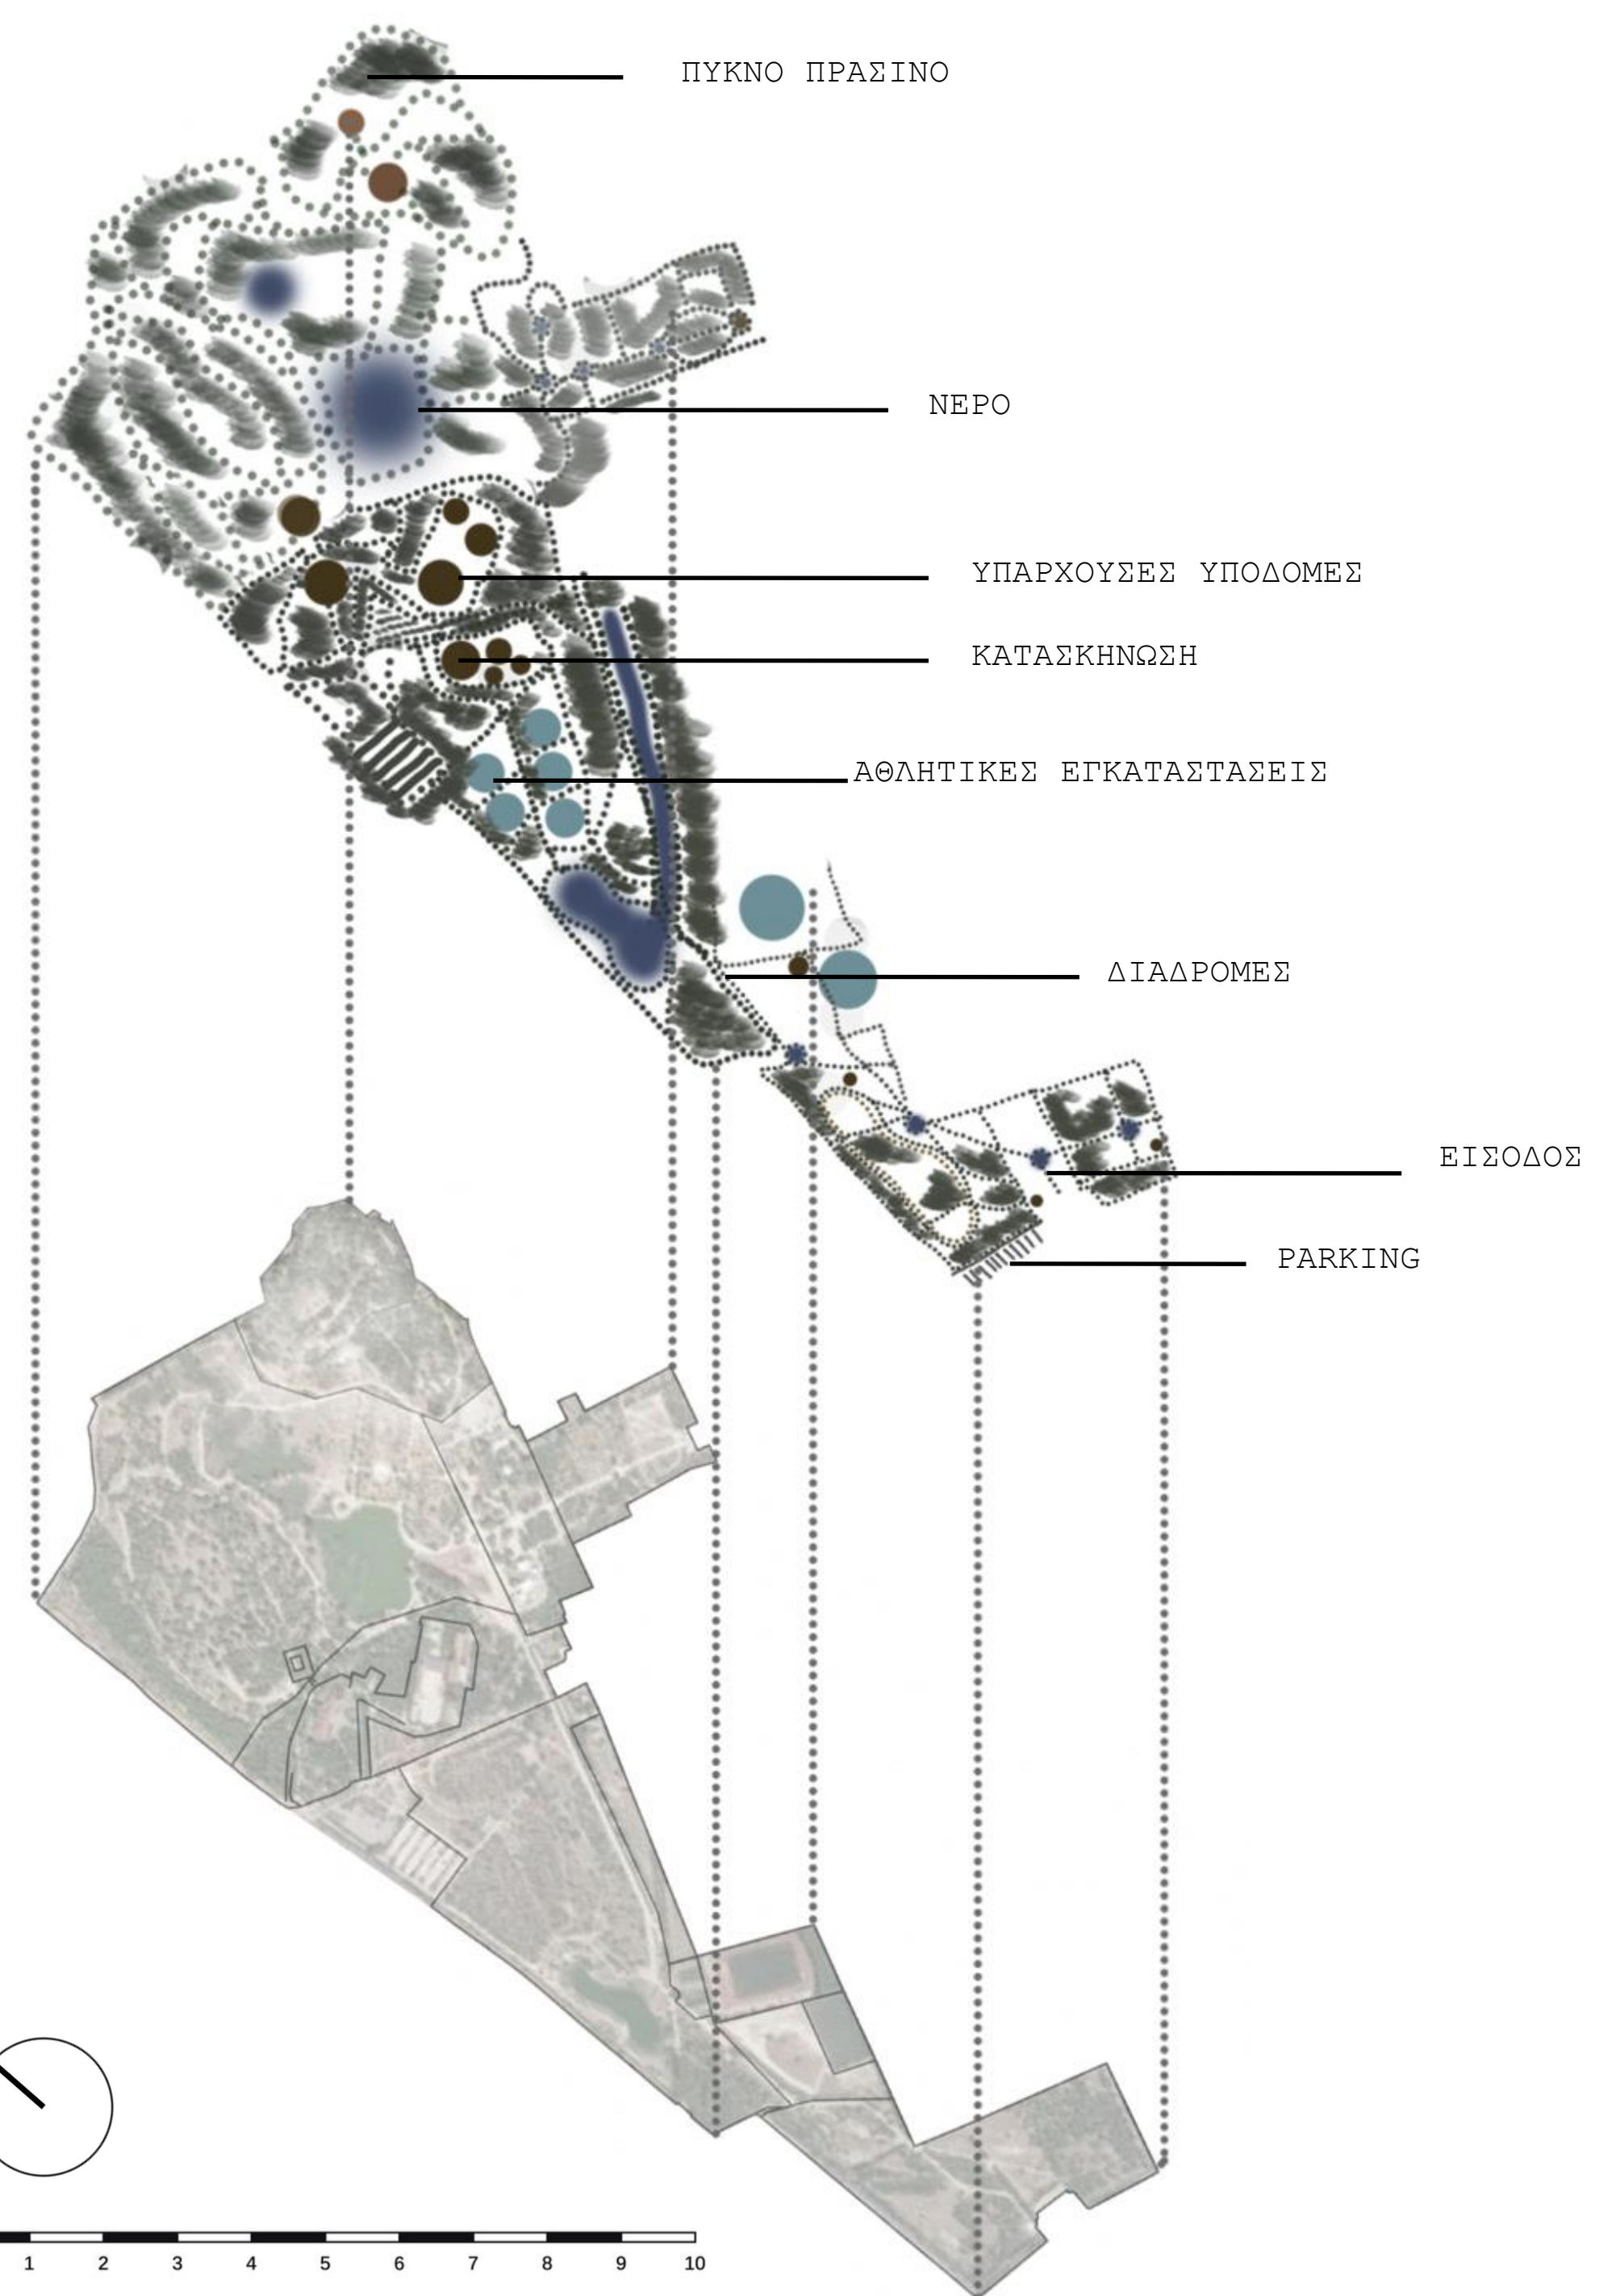 ΠΥΚΝΟ ΠΡΑΣΙΝΟ
ΝΕΡΟ
ΥΠΑΡΧΟΥΣΕΣ ΥΠΟΔΟΜΕΣ
ΚΑΤΑΣΚΗΝΩΣΗ
ΑΘΛΗΤΙΚΕΣ ΕΓΚΑΤΑΣΤΑΣΕΙΣ
ΔΙΑΔΡΟΜΕΣ
ΕΙΣΟΔΟΣ
PARKING
1 2 3 4 5 6 7 8 9 10